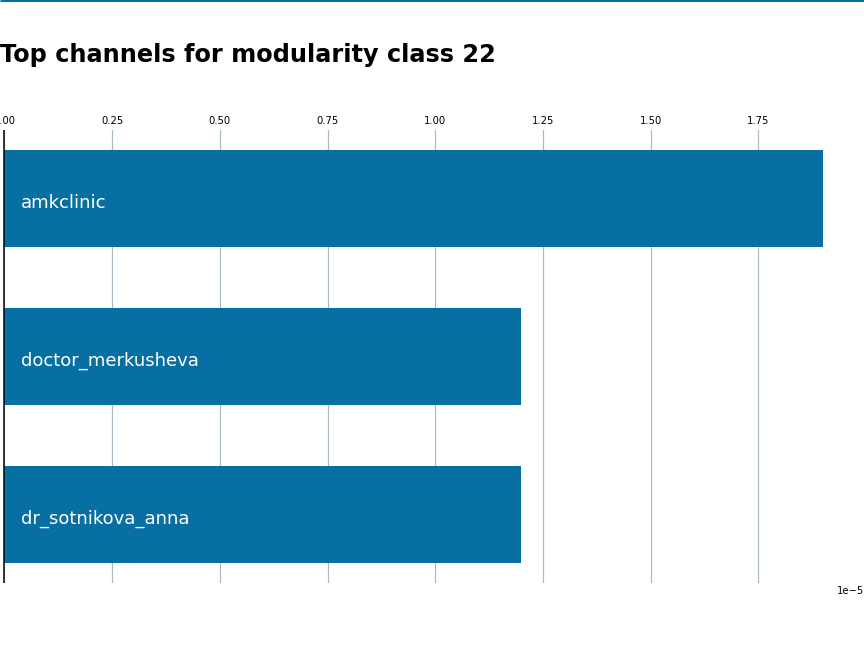 Top channels for modularity class 22
.00 0.25 0.50 0.75 1.00 1.25 1.50 1.75
amkclinic
doctor_merkusheva
dr_sotnikova_anna
1e−5